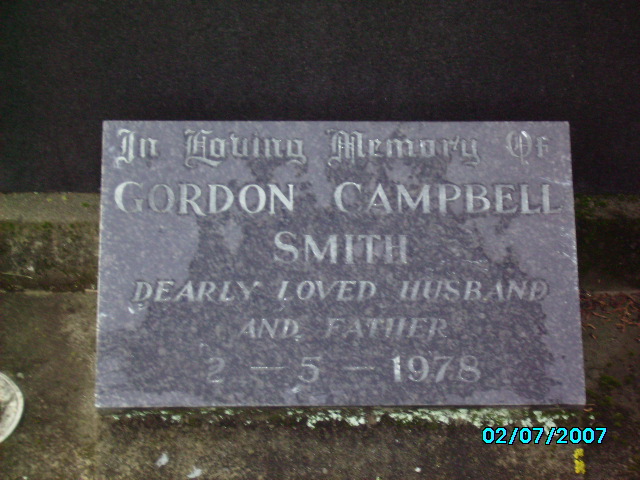 In Loving Memory Of
GORDON CAMPBELL
SMITH
DEARLY LOVED HUSBAND
AND FATHER
2 – 5 – 1978
02/07/2007